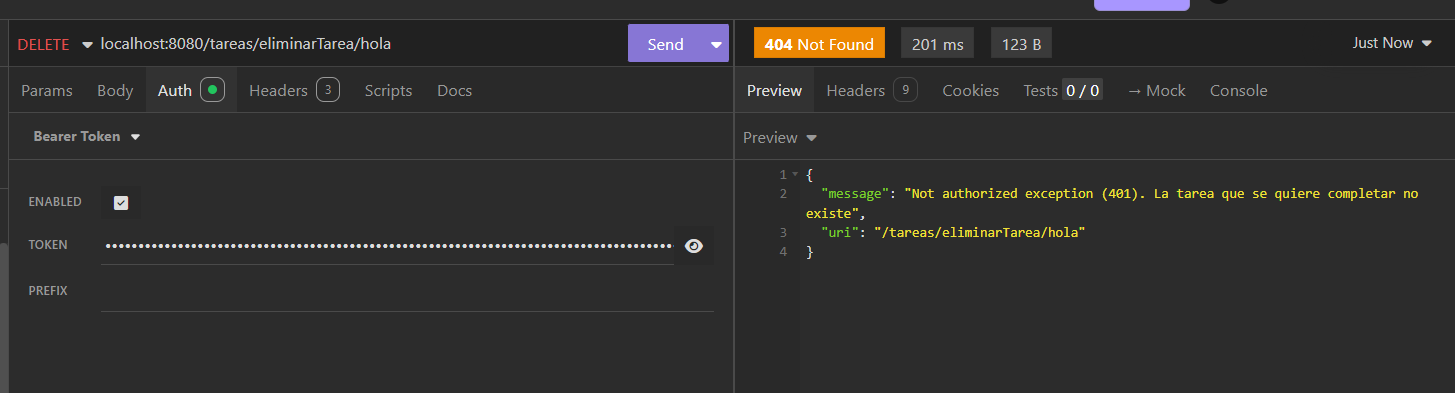 DELETE localhost:8080/tareas/eliminarTarea/hola Send
Params Body Auth Headers 3 Scripts Docs
Bearer Token
ENABLED
TOKEN ••••••••••••••••••••••••••••••••••••••••••••••••••••••••••••••••••••••••••••••••••••••
PREFIX
404 Not Found 201 ms 123 B Just Now
Preview Headers 9 Cookies Tests 0 / 0 → Mock Console
Preview
1 {
2 "message": "Not authorized exception (401). La tarea que se quiere completar no
existe",
3 "uri": "/tareas/eliminarTarea/hola"
4 }